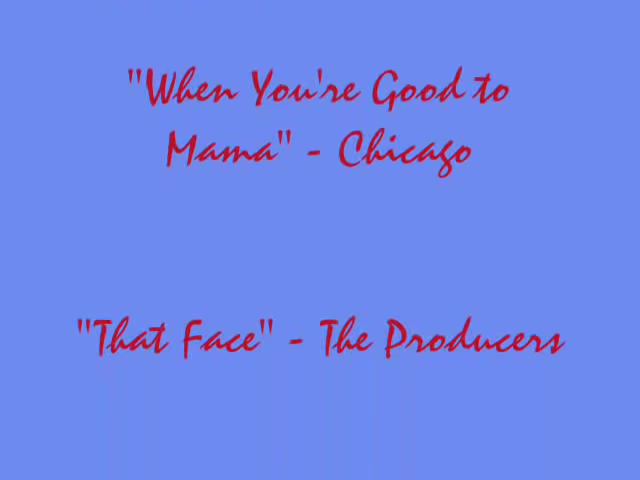 "When You're Good to
Mama" - Chicago
"That Face" - The Producers